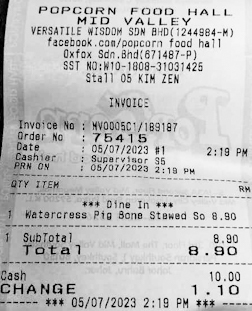 POPCORN FOOD HALL
MID VALLEY
VERSATILE WISDOM SDN BHD(1244984-M)
facebook.com/popcorn food hall
Oxfox Sdn.Bhd(671487-P)
SST NO:W10-1808-31031425
Stall 05 KIM ZEN
INVOICE
Invoice No : MV0005C1/189187
Order No : 75415
Date : 05/07/2023 #1 2:19 PM
Cashier : Supervisor S5
PRN ON : 05/07/2023 2:19 PM
QTY ITEM RM
*** Dine In ***
1 Watercress Pig Bone Stewed So 8.90
1 SubTotal 8.90
Total 8.90
Cash 10.00
CHANGE 1.10
*** 05/07/2023 2:19 PM ***